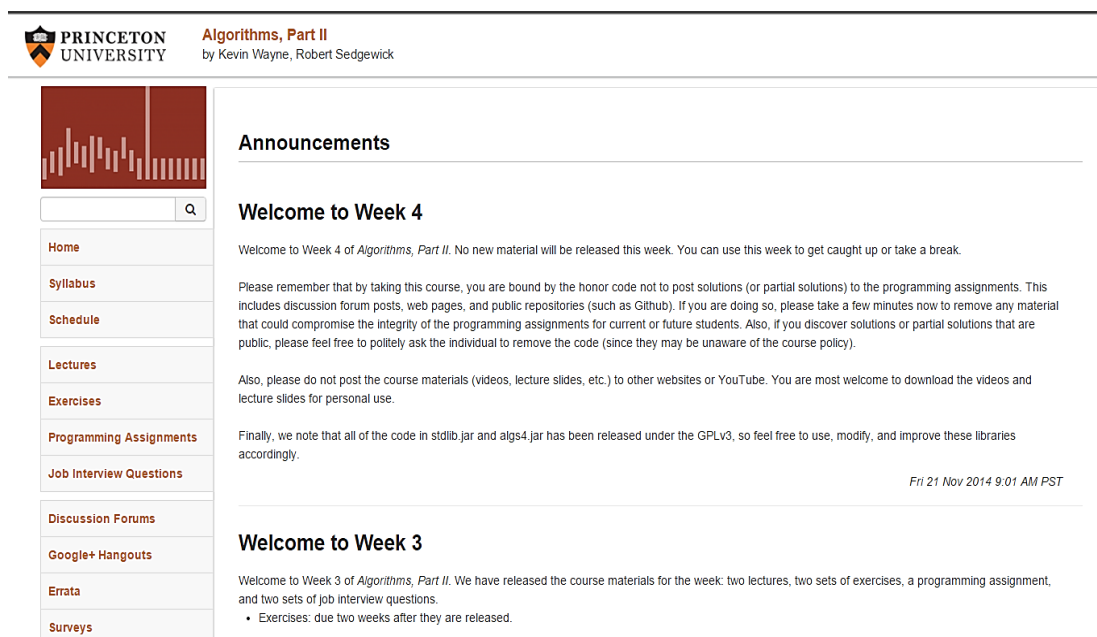 PRINCETON
UNIVERSITY
Algorithms, Part II
by Kevin Wayne, Robert Sedgewick
Home
Syllabus
Schedule
Lectures
Exercises
Programming Assignments
Job Interview Questions
Discussion Forums
Google+ Hangouts
Errata
Surveys
Announcements
Welcome to Week 4
Welcome to Week 4 of Algorithms, Part II. No new material will be released this week. You can use this week to get caught up or take a break.
Please remember that by taking this course, you are bound by the honor code not to post solutions (or partial solutions) to the programming assignments. This
includes discussion forum posts, web pages, and public repositories (such as Github). If you are doing so, please take a few minutes now to remove any material
that could compromise the integrity of the programming assignments for current or future students. Also, if you discover solutions or partial solutions that are
public, please feel free to politely ask the individual to remove the code (since they may be unaware of the course policy).
Also, please do not post the course materials (videos, lecture slides, etc.) to other websites or YouTube. You are most welcome to download the videos and
lecture slides for personal use.
Finally, we note that all of the code in stdlib.jar and algs4.jar has been released under the GPLv3, so feel free to use, modify, and improve these libraries
accordingly.
Fri 21 Nov 2014 9:01 AM PST
Welcome to Week 3
Welcome to Week 3 of Algorithms, Part II. We have released the course materials for the week: two lectures, two sets of exercises, a programming assignment,
and two sets of job interview questions.
• Exercises: due two weeks after they are released.